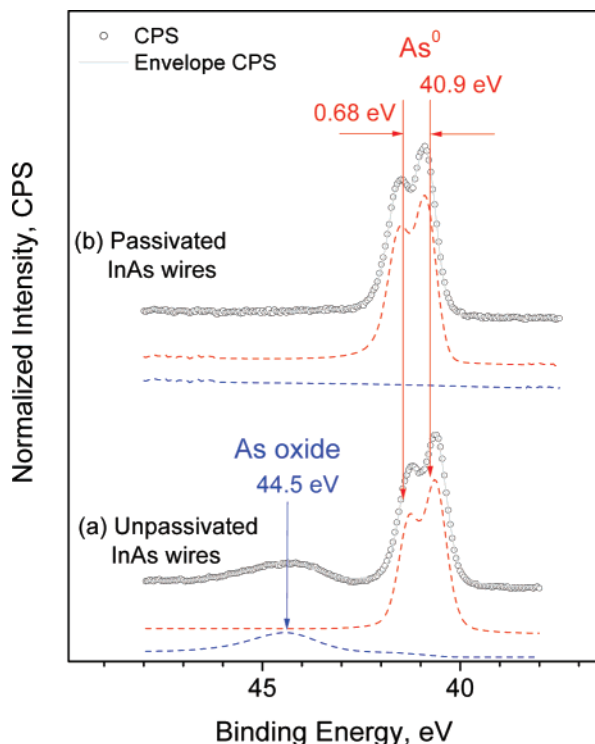 CPS
Envelope CPS
As⁰
0.68 eV
40.9 eV
(b) Passivated
InAs wires
As oxide
44.5 eV
(a) Unpassivated
InAs wires
Normalized Intensity, CPS
45
40
Binding Energy, eV